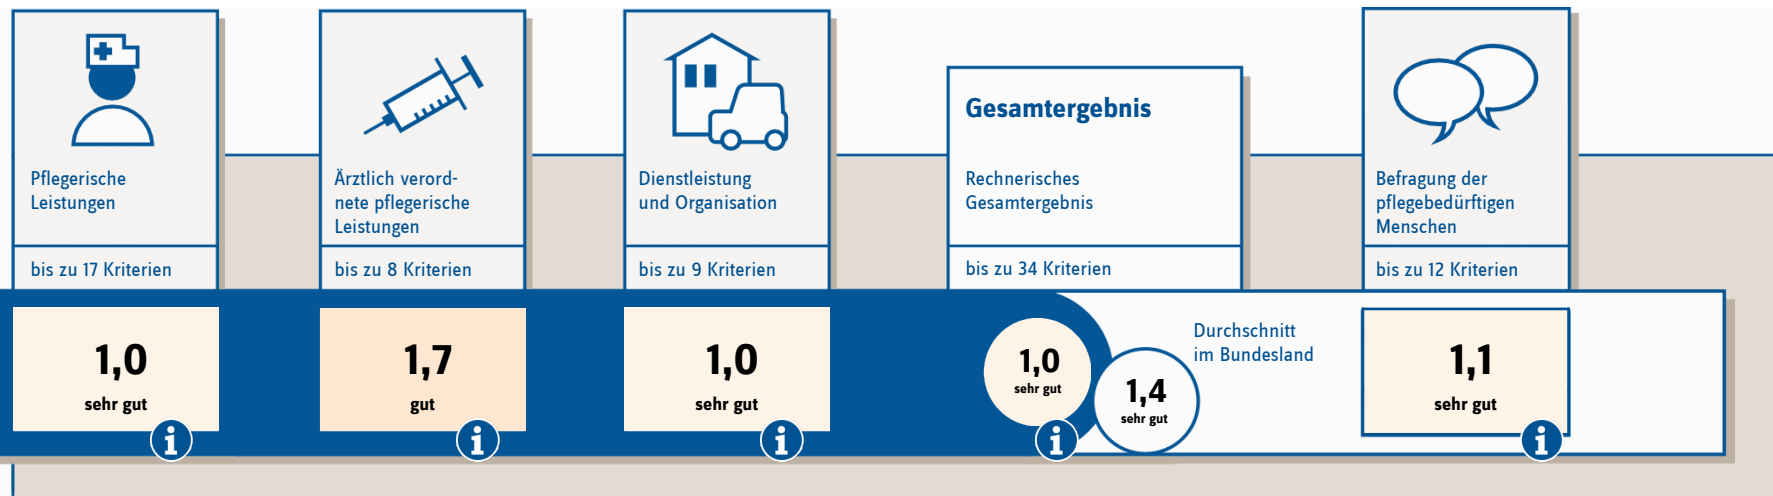 Pflegerische
Leistungen
bis zu 17 Kriterien
1,0
sehr gut
i
Ärztlich verord-
nete pflegerische
Leistungen
bis zu 8 Kriterien
1,7
gut
i
Dienstleistung
und Organisation
bis zu 9 Kriterien
1,0
sehr gut
i
Gesamtergebnis
Rechnerisches
Gesamtergebnis
bis zu 34 Kriterien
1,0
sehr gut
i
1,4
sehr gut
Durchschnitt
im Bundesland
Befragung der
pflegebedürftigen
Menschen
bis zu 12 Kriterien
1,1
sehr gut
i